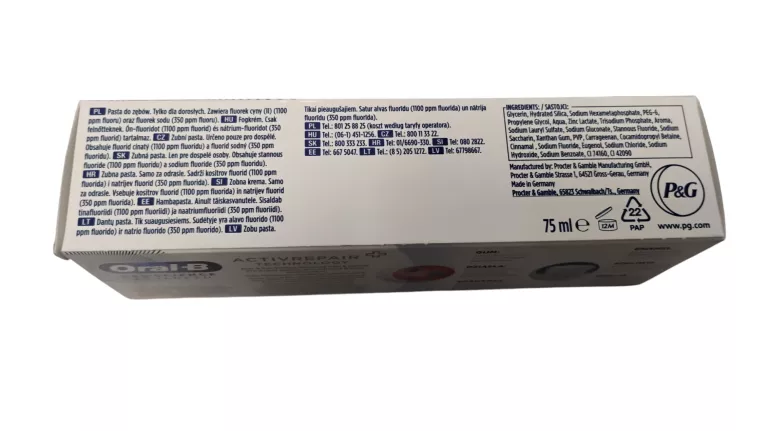 PL Pasta do zębów. Tylko dla dorosłych. Zawiera fluorek cyny (II) (1100
ppm fluoru) oraz fluorek sodu (350 ppm fluoru). HU Fogkrém. Csak
felnőtteknek. Ón-fluoridot (1100 ppm fluorid) és nátrium-fluoridot (350
ppm fluorid) tartalmaz. CZ Zubní pasta. Určeno pouze pro dospělé.
Obsahuje fluorid cínatý (1100 ppm fluoridu) a fluorid sodný (350 ppm
fluoridu). SK Zubná pasta. Len pre dospelé osoby. Obsahuje stannous
fluoride (1100 ppm fluoridu) a sodium fluoride (350 ppm fluoridu).
HR Zubna pasta. Samo za odrasle. Sadrži kositrov fluorid (1100 ppm
fluorida) i natrijev fluorid (350 ppm fluorida). SI Zobna krema. Samo
za odrasle. Vsebuje kositrov fluorid (1100 ppm fluorida) in natrijev fluorid
(350 ppm fluorida). EE Hambapasta. Ainult täiskasvanutele. Sisaldab
tinafluoriidi (1100 ppm fluoriidi) ja naatriumfluoriidi (350 ppm fluoriidi).
LT Dantų pasta. Tik suaugusiesiems. Sudėtyje yra alavo fluorido (1100
ppm fluorido) ir natrio fluorido (350 ppm fluorido). LV Zobu pasta.
Tikai pieaugušajiem. Satur alvas fluorīdu (1100 ppm fluorīda) un nātrija
fluorīdu (350 ppm fluorīda).
PL Tel.: 801 25 88 25 (koszt według taryfy operatora).
HU Tel.: (06-1) 451-1256. CZ Tel.: 800 11 33 22.
SK Tel.: 800 333 233. HR Tel: 01/6690-330. SI Tel: 080 2822.
EE Tel: 667 5047. LT Tel.: (8 5) 205 1272. LV Tel.: 67798667.
INGREDIENTS: / SASTOJCI:
Glycerin, Hydrated Silica, Sodium Hexametaphosphate, PEG-6,
Propylene Glycol, Aqua, Zinc Lactate, Trisodium Phosphate, Aroma,
Sodium Lauryl Sulfate, Sodium Gluconate, Stannous Fluoride, Sodium
Saccharin, Xanthan Gum, PVP, Carrageenan, Cocamidopropyl Betaine,
Cinnamal, Sodium Fluoride, Eugenol, Sodium Chloride, Sodium
Hydroxide, Sodium Benzoate, CI 74160, CI 42090
Manufactured by: Procter & Gamble Manufacturing GmbH,
Procter & Gamble Strasse 1, 64521 Gross-Gerau, Germany
Made in Germany
Procter & Gamble, 65823 Schwalbach/Ts., Germany
P&G
75 ml e 12M 22 PAP www.pg.com
Oral-B
ACTIVREPAIR
TECHNOLOGY